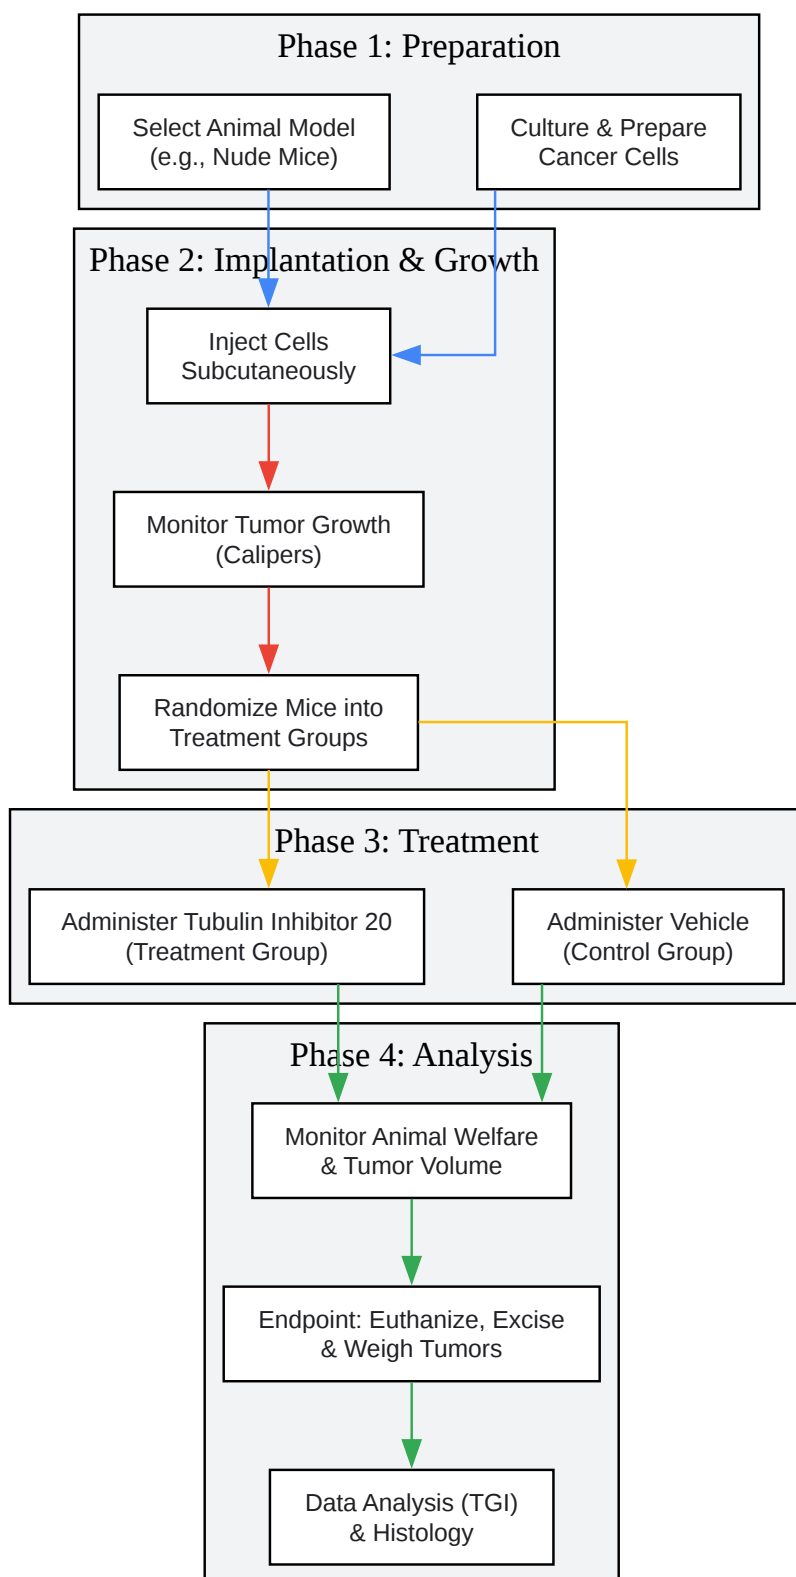 Phase 1: Preparation
Select Animal Model
(e.g., Nude Mice)
Culture & Prepare
Cancer Cells
Phase 2: Implantation & Growth
Inject Cells
Subcutaneously
Monitor Tumor Growth
(Calipers)
Randomize Mice into
Treatment Groups
Phase 3: Treatment
Administer Tubulin Inhibitor 20
(Treatment Group)
Administer Vehicle
(Control Group)
Phase 4: Analysis
Monitor Animal Welfare
& Tumor Volume
Endpoint: Euthanize, Excise
& Weigh Tumors
Data Analysis (TGI)
& Histology